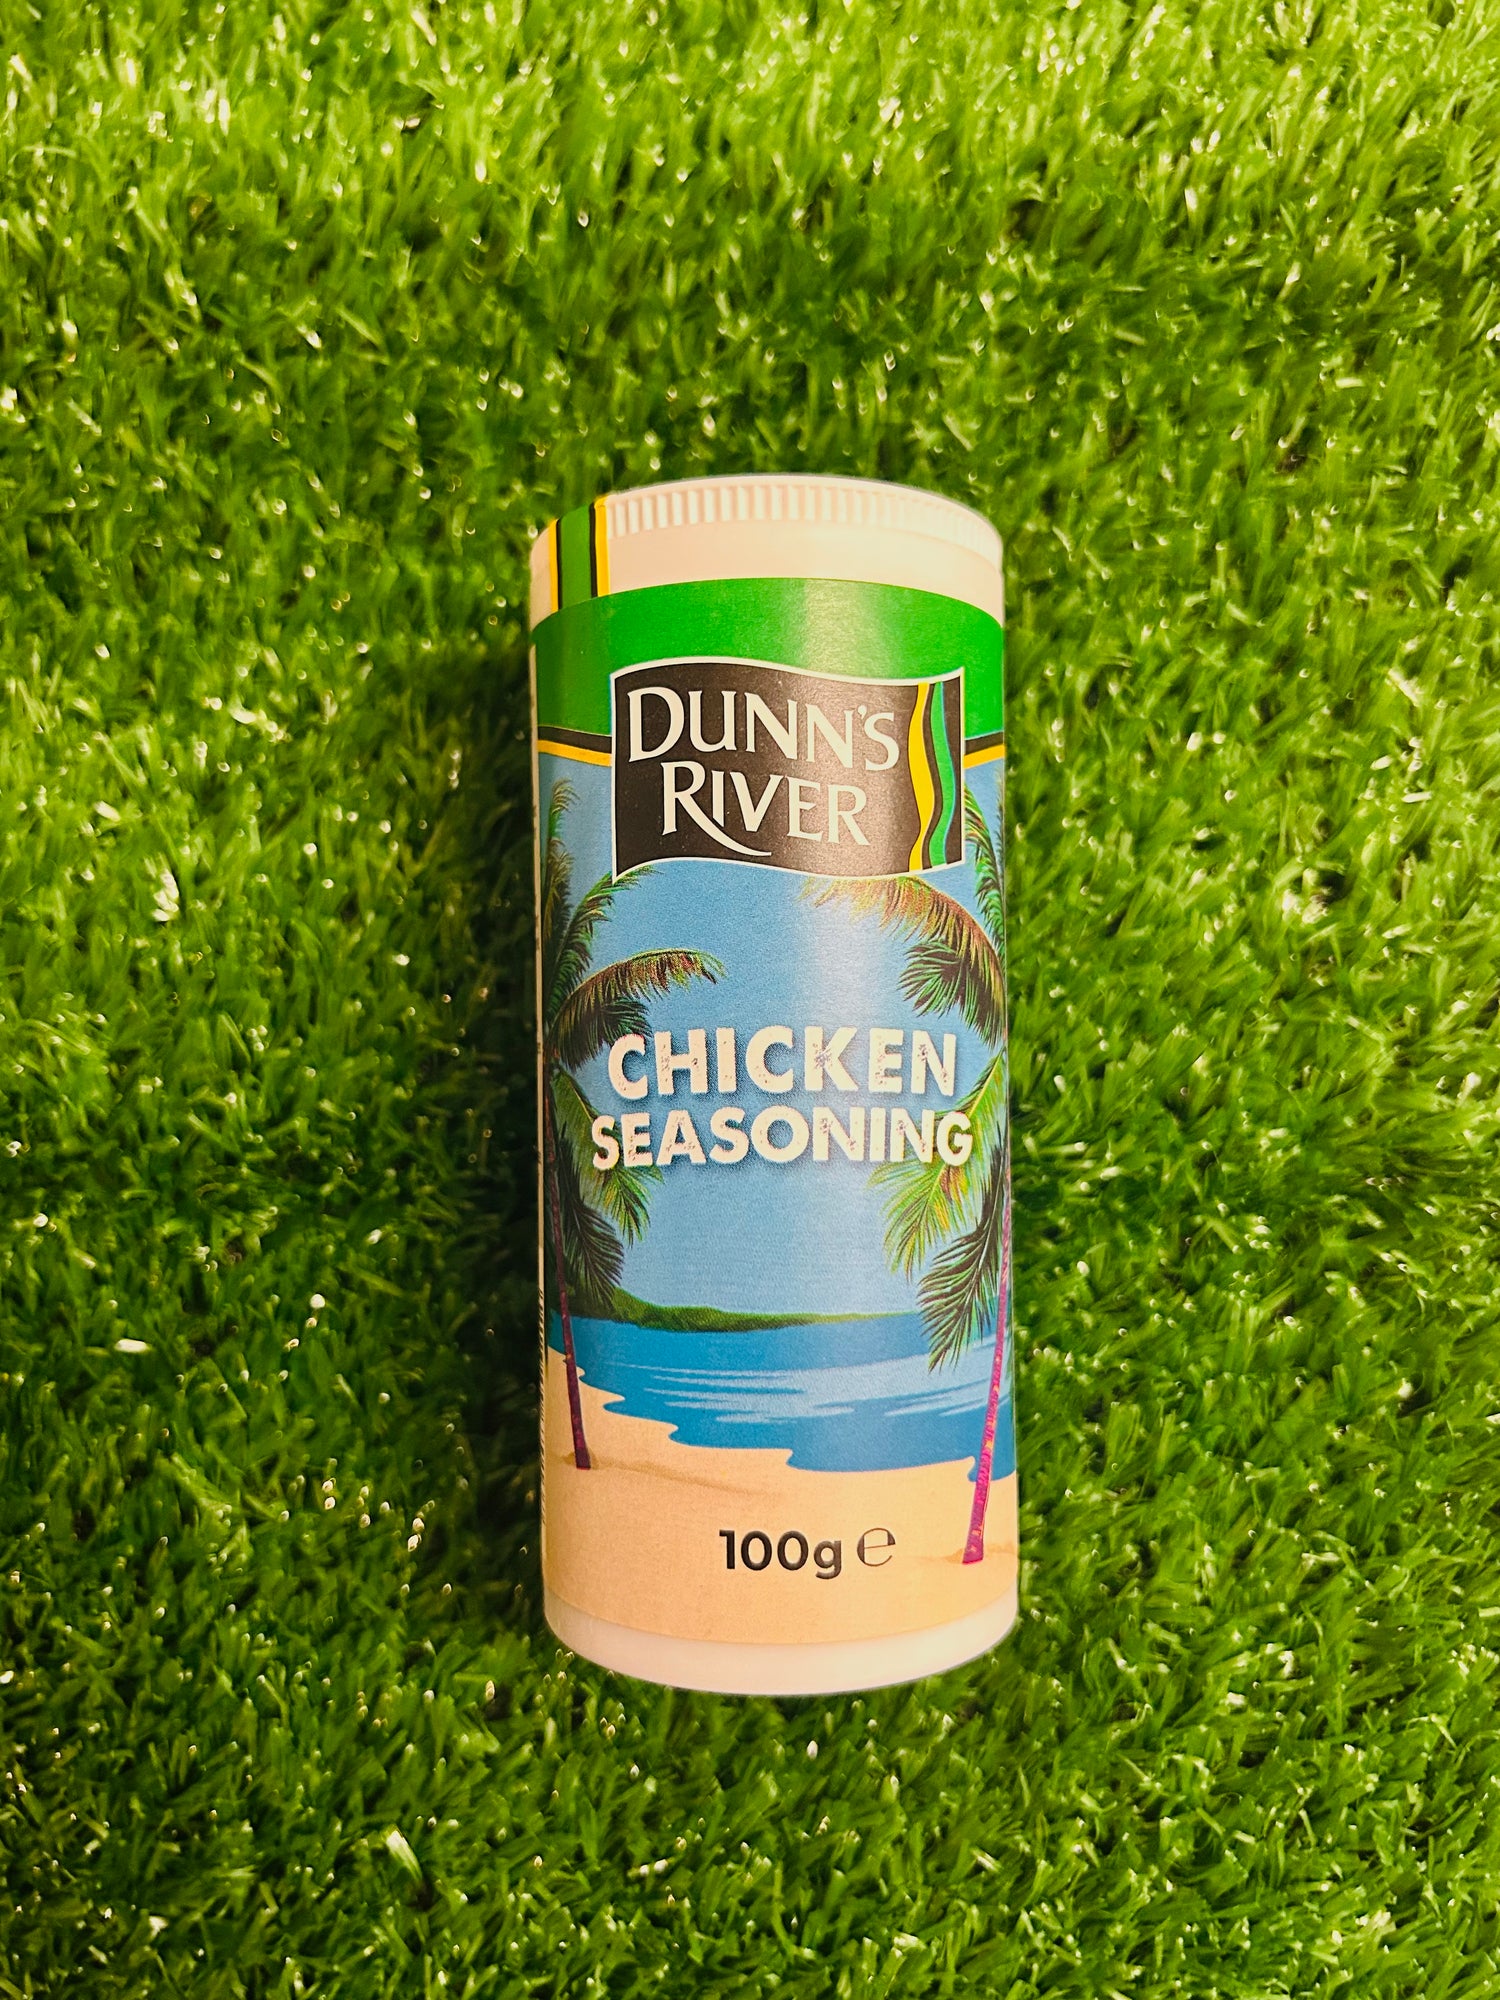 DUNN'S
RIVER
CHICKEN
SEASONING
100g ℮